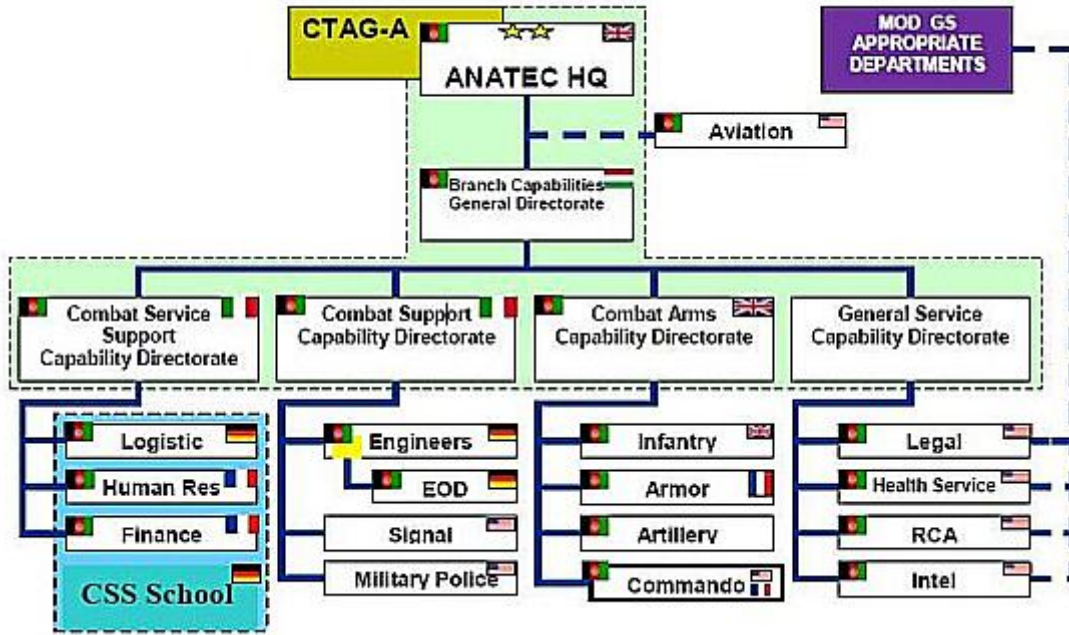 CTAG-A
ANATEC HQ
MOD GS
APPROPRIATE
DEPARTMENTS
Aviation
Branch Capabilities
General Directorate
Combat Service
Support
Capability Directorate
Combat Support
Capability Directorate
Combat Arms
Capability Directorate
General Service
Capability Directorate
Logistic
Human Res
Finance
CSS School
Engineers
EOD
Signal
Military Police
Infantry
Armor
Artillery
Commando
Legal
Health Service
RCA
Intel